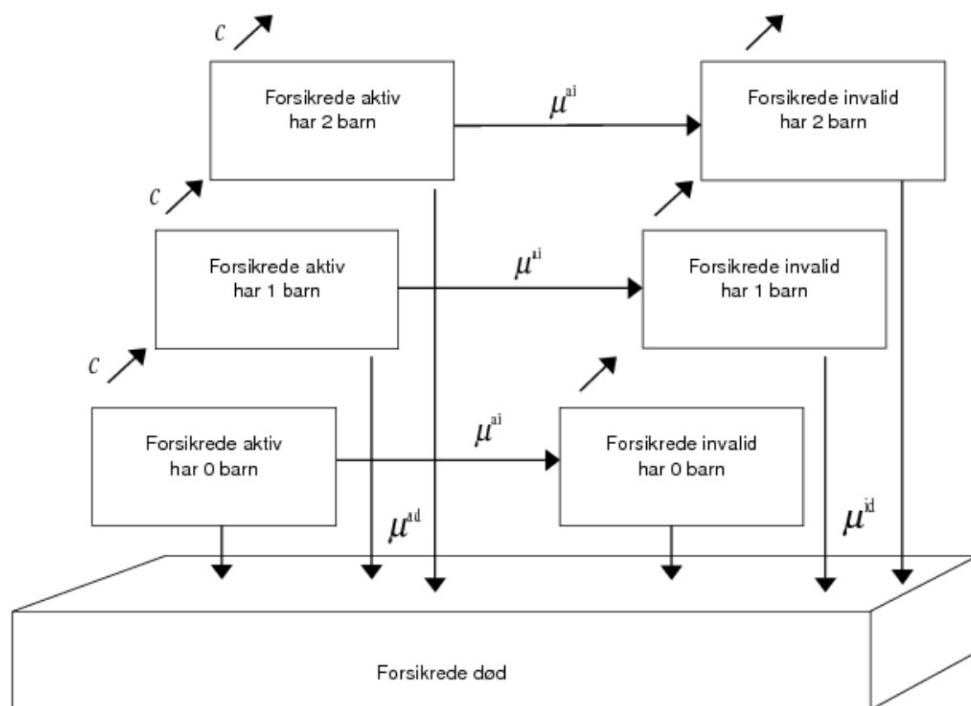 c
Forsikrede aktiv
har 2 barn
μ^ai
Forsikrede invalid
har 2 barn
c
Forsikrede aktiv
har 1 barn
μ^ai
Forsikrede invalid
har 1 barn
c
Forsikrede aktiv
har 0 barn
μ^ai
Forsikrede invalid
har 0 barn
μ^ad
μ^id
Forsikrede død